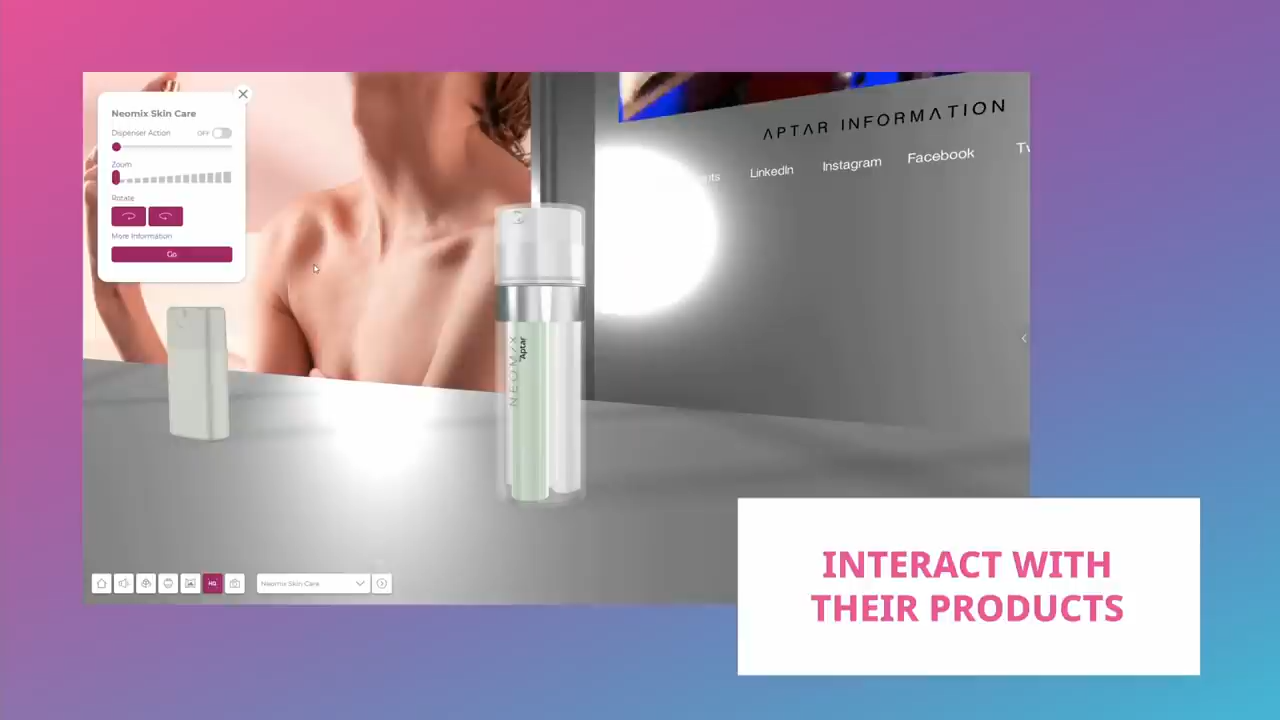 Neomix Skin Care
Dispenser Action
OFF
Zoom
Rotate
More Information
Go
APTAR INFORMATION
LinkedIn
Instagram
Facebook
NEOMIX
Aptar
HQ
Neomix Skin Care
INTERACT WITH
THEIR PRODUCTS